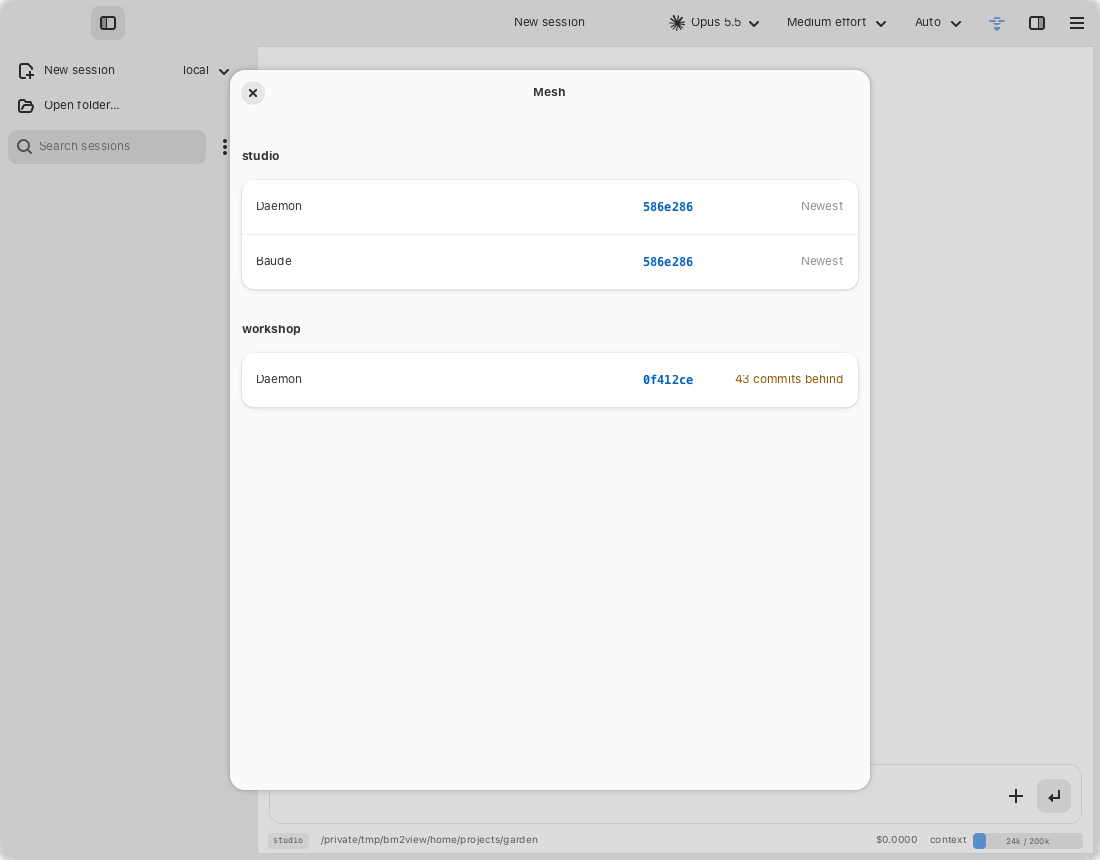 New session
Opus 5.5
Medium effort
Auto
New session
local
Open folder...
Search sessions
Mesh
studio
Daemon
586e286
Newest
Baude
586e286
Newest
workshop
Daemon
0f412ce
43 commits behind
studio
/private/tmp/bm2view/home/projects/garden
$0.0000
context
24k / 200k